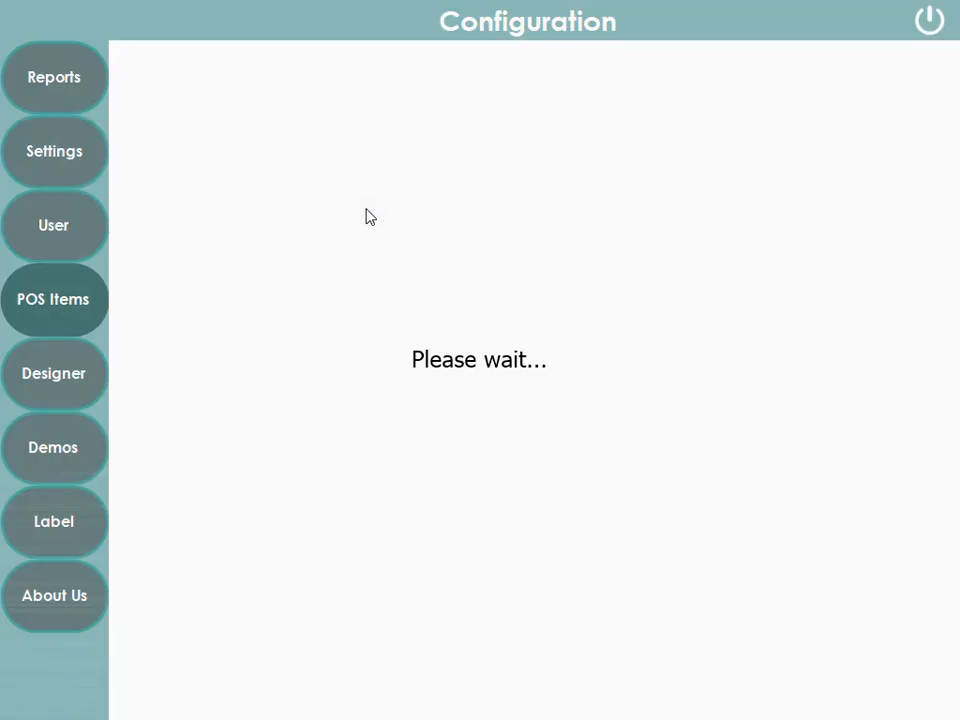 Configuration
Reports
Settings
User
POS Items
Designer
Demos
Label
About Us
Please wait...